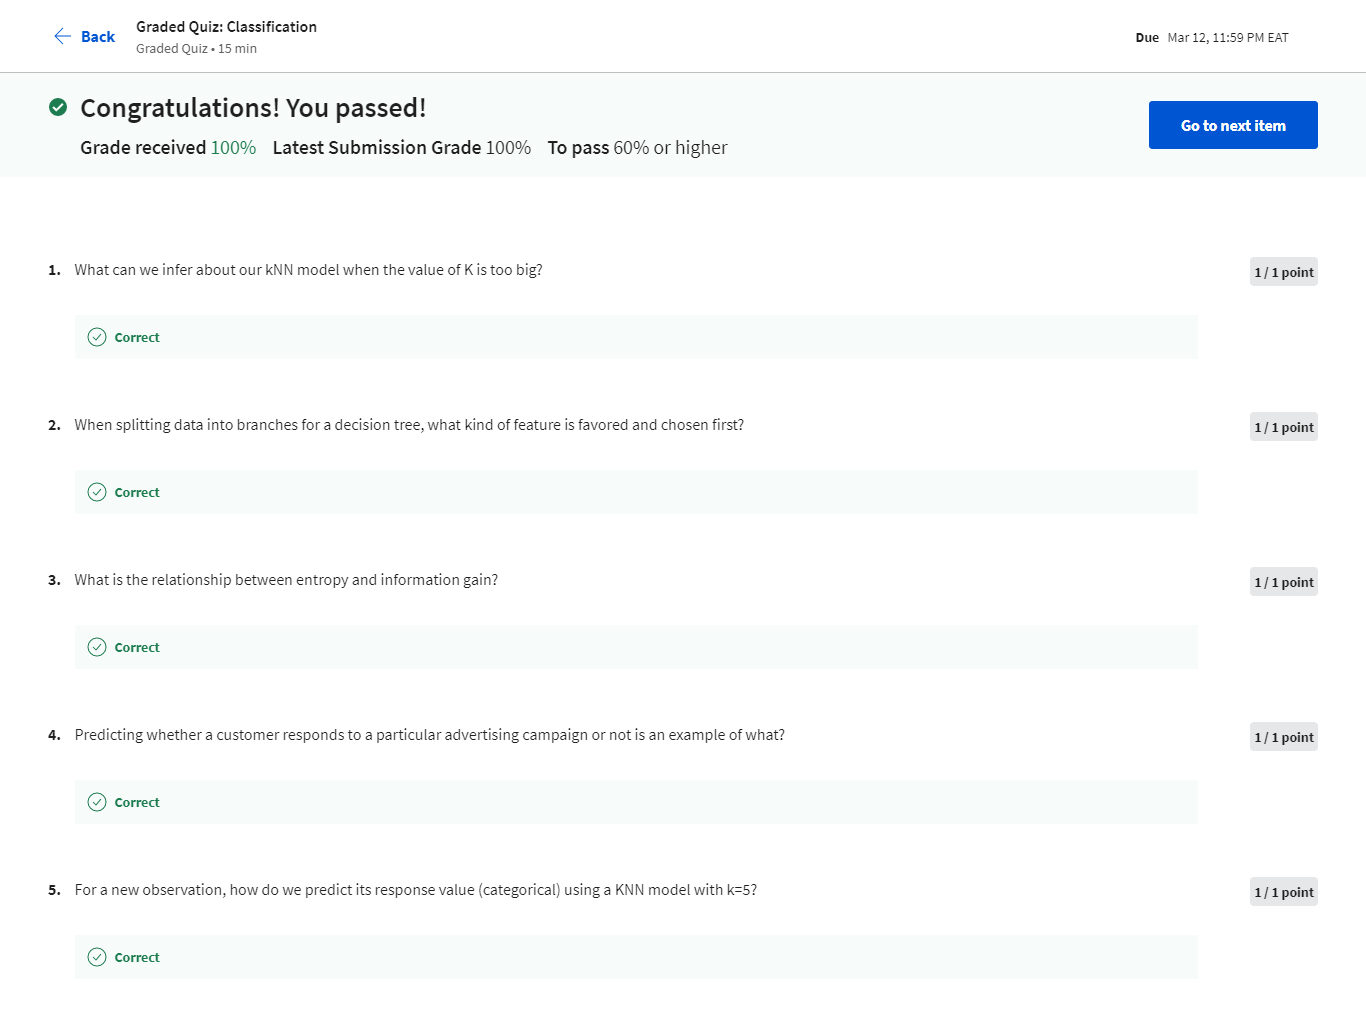 Back
Graded Quiz: Classification
Graded Quiz • 15 min
Due Mar 12, 11:59 PM EAT
Congratulations! You passed!
Grade received 100% Latest Submission Grade 100% To pass 60% or higher
Go to next item
1. What can we infer about our kNN model when the value of K is too big?
1 / 1 point
Correct
2. When splitting data into branches for a decision tree, what kind of feature is favored and chosen first?
1 / 1 point
Correct
3. What is the relationship between entropy and information gain?
1 / 1 point
Correct
4. Predicting whether a customer responds to a particular advertising campaign or not is an example of what?
1 / 1 point
Correct
5. For a new observation, how do we predict its response value (categorical) using a KNN model with k=5?
1 / 1 point
Correct